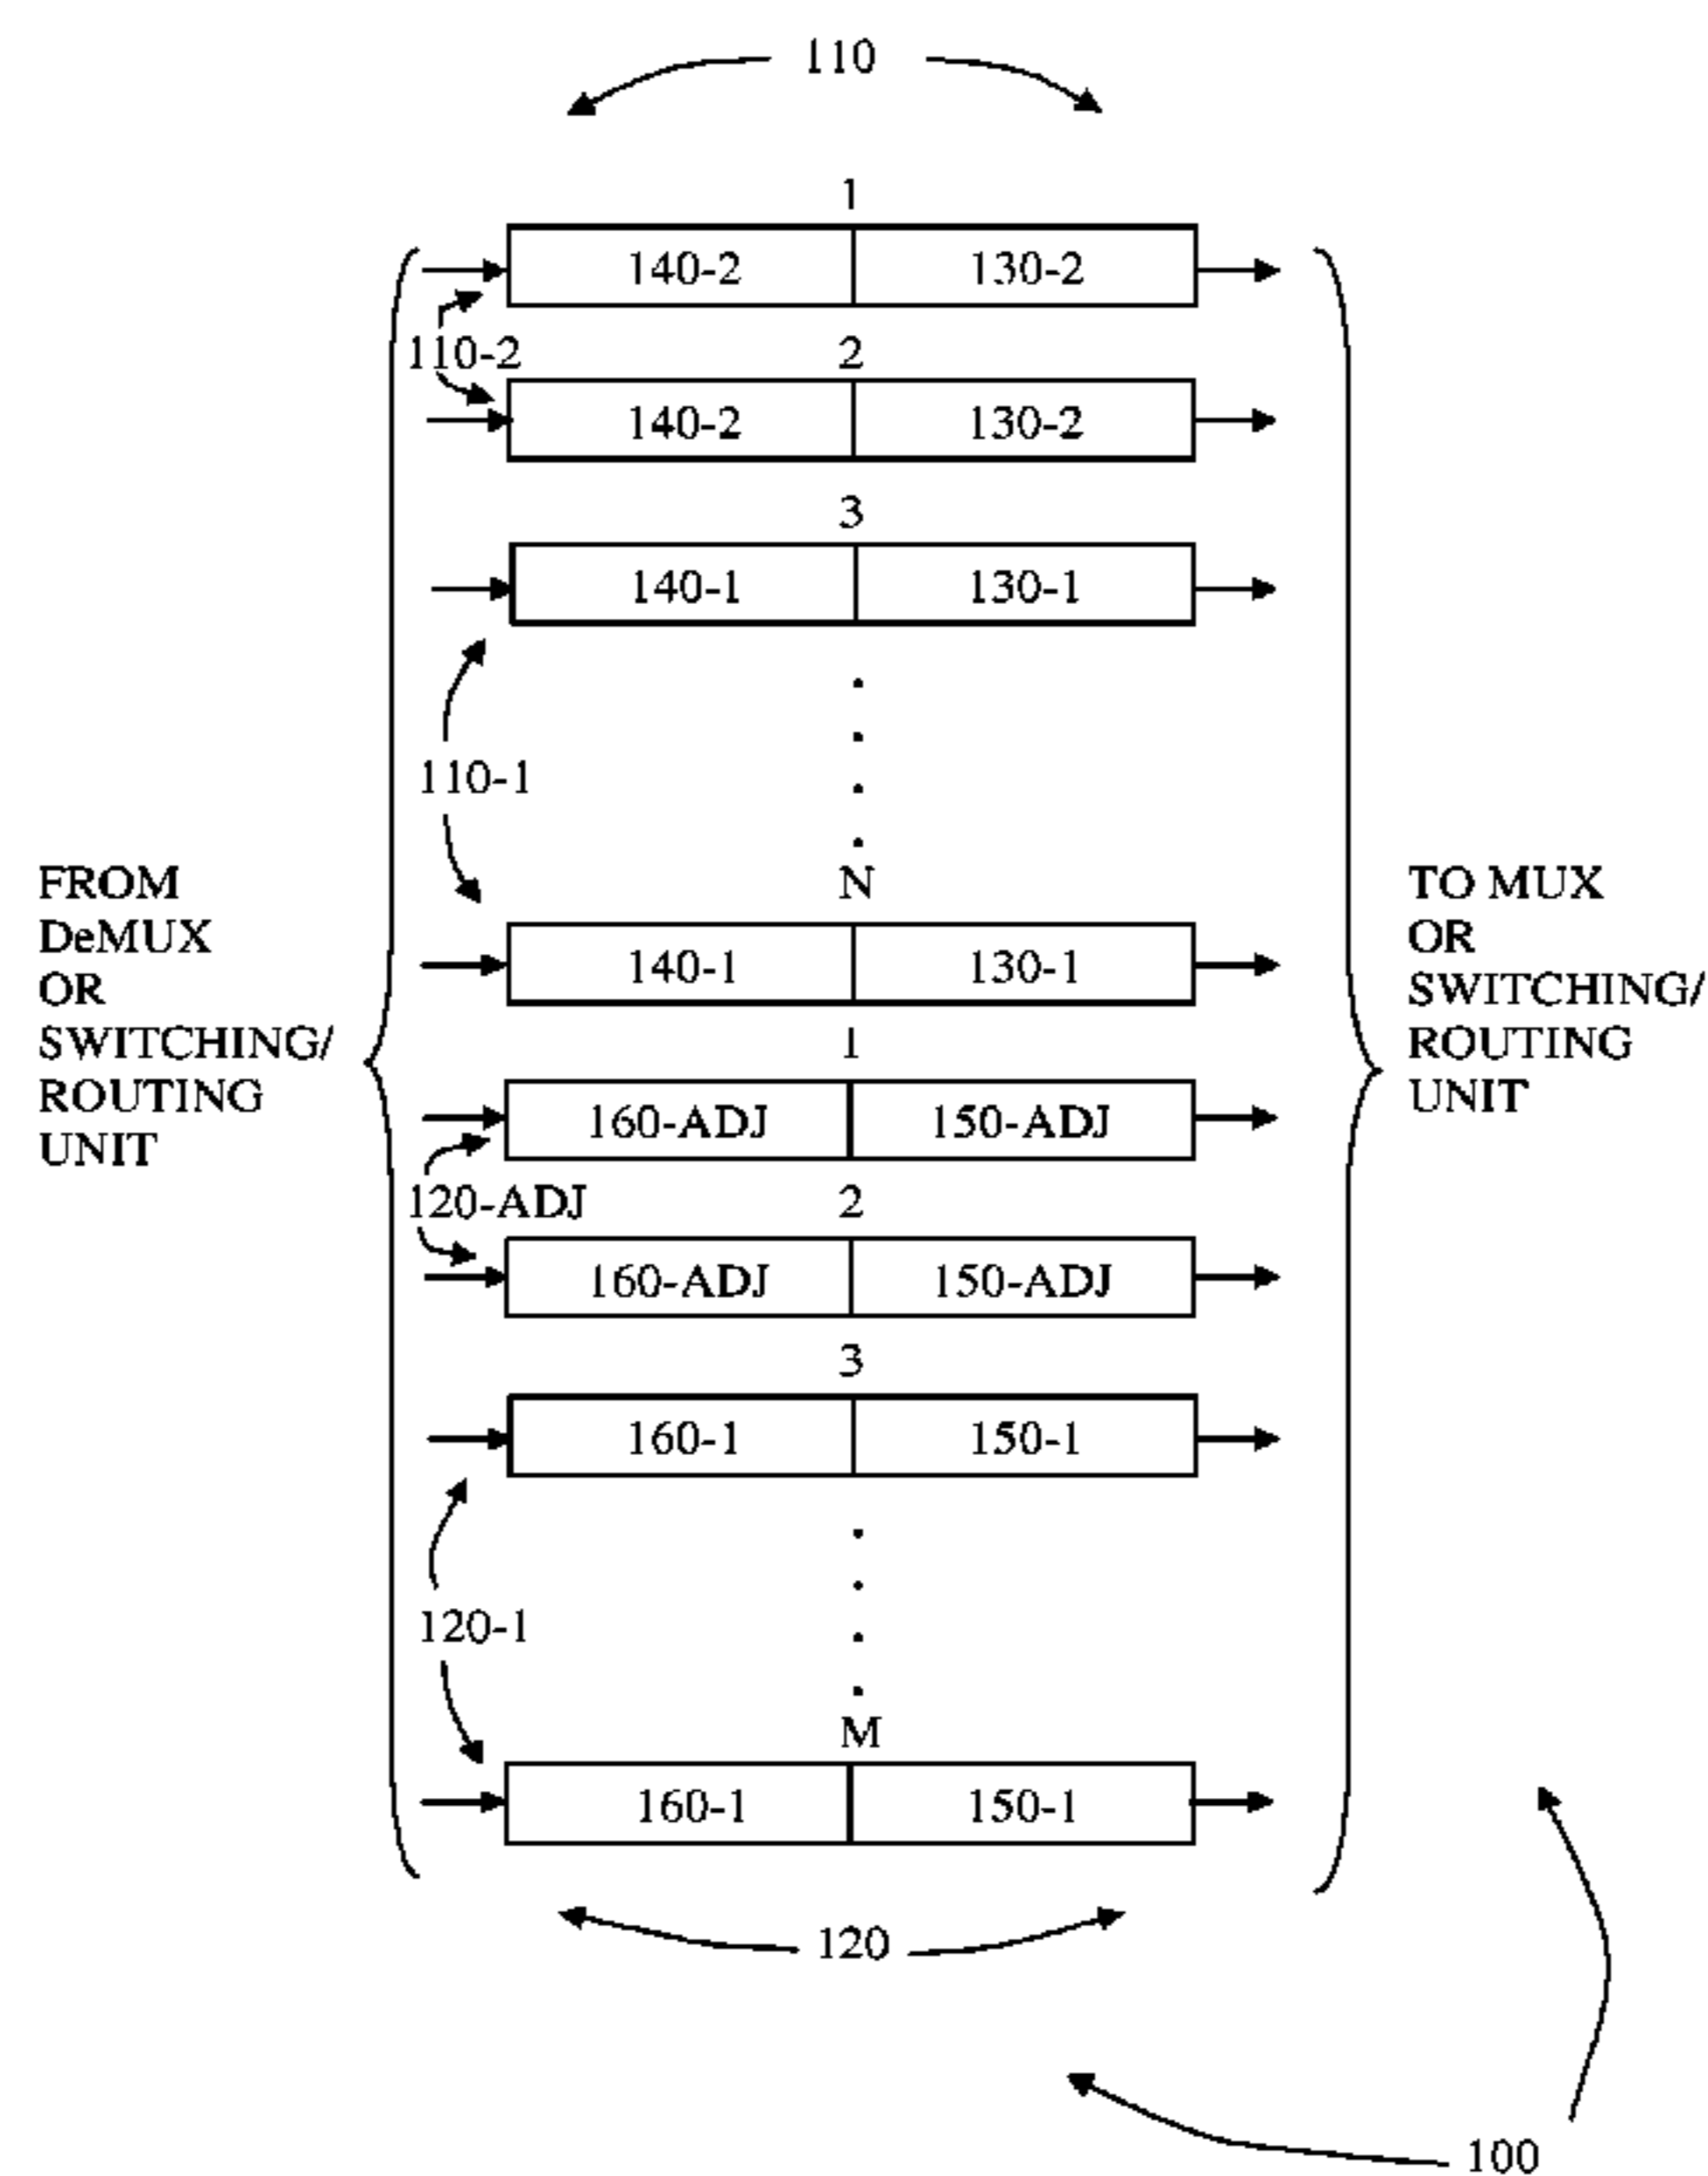 110
1
140-2 130-2
110-2 2
140-2 130-2
3
140-1 130-1
110-1
N
140-1 130-1
1
160-ADJ 150-ADJ
120-ADJ 2
160-ADJ 150-ADJ
3
160-1 150-1
120-1
M
160-1 150-1
120
100
FROM
DeMUX
OR
SWITCHING/
ROUTING
UNIT
TO MUX
OR
SWITCHING/
ROUTING
UNIT